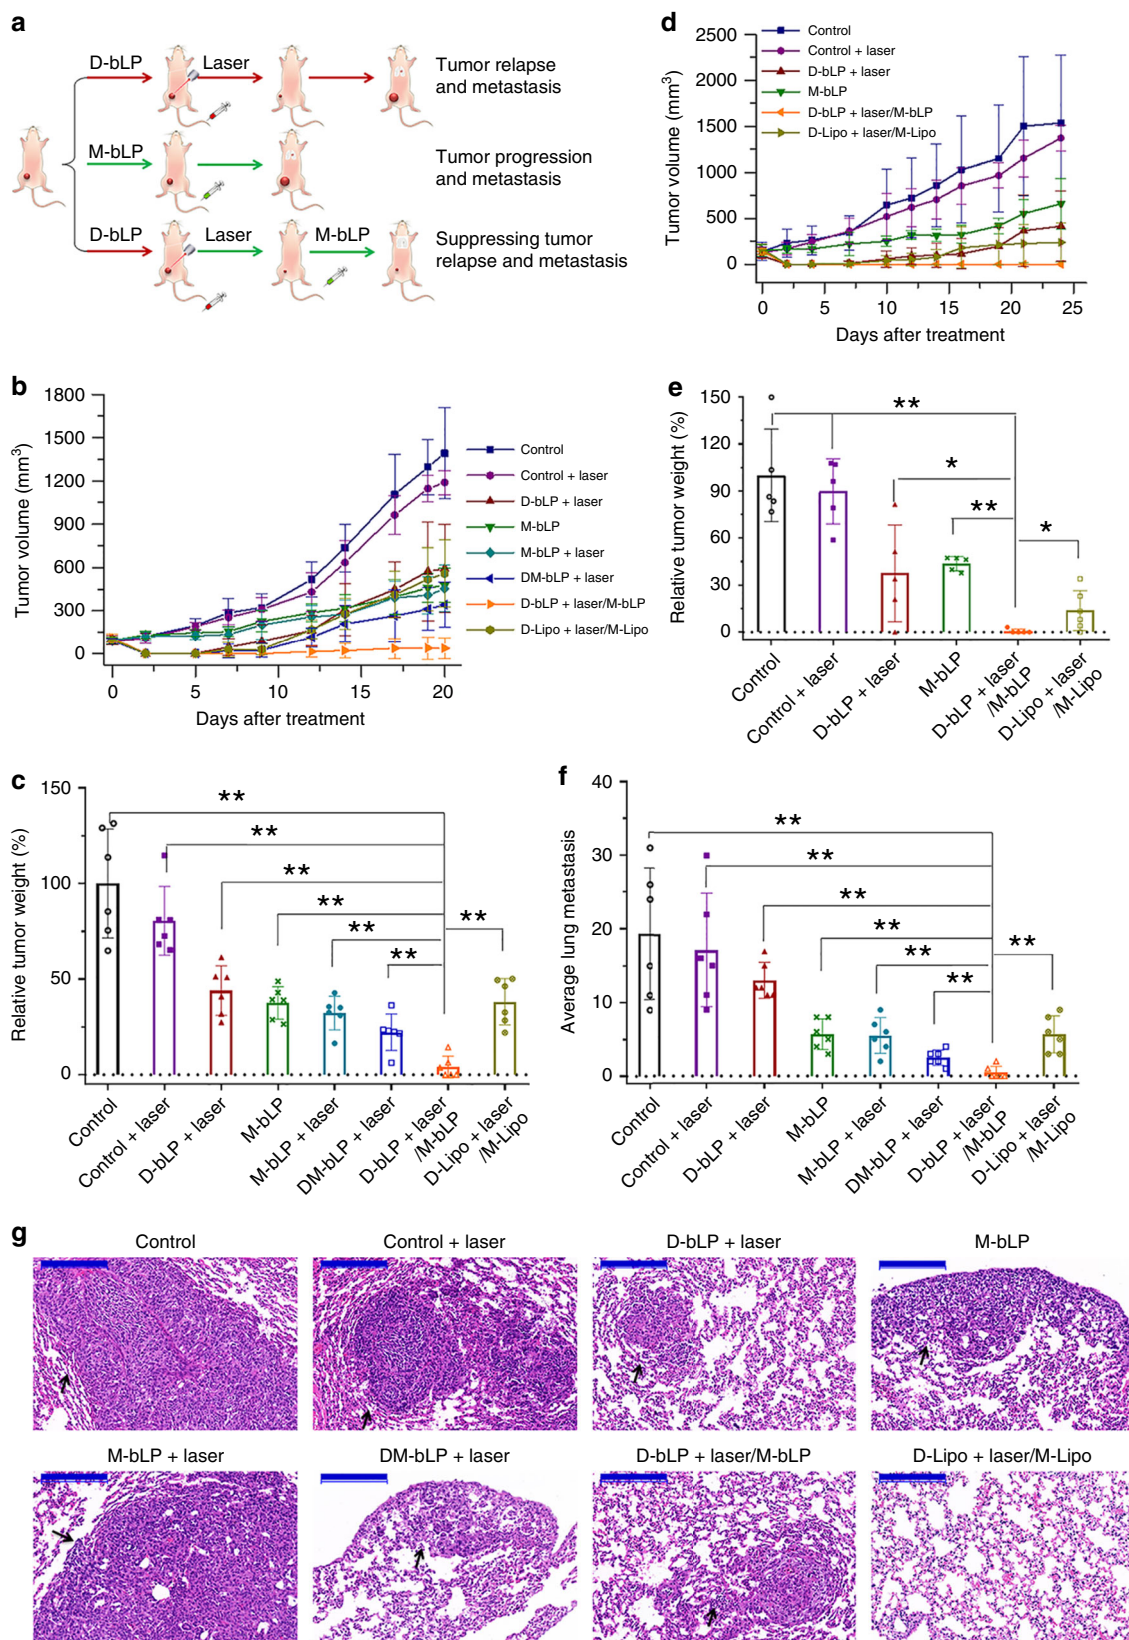 a
D-bLP
Laser
Tumor relapse
and metastasis
M-bLP
Tumor progression
and metastasis
D-bLP
Laser
M-bLP
Suppressing tumor
relapse and metastasis
d
2500
2000
1500
1000
500
0
Tumor volume (mm³)
0
5
10
15
20
25
Days after treatment
Control
Control + laser
D-bLP + laser
M-bLP
D-bLP + laser/M-bLP
D-Lipo + laser/M-Lipo
b
1800
1500
1200
900
600
300
0
Tumor volume (mm³)
0
5
10
15
20
Days after treatment
Control
Control + laser
D-bLP + laser
M-bLP
M-bLP + laser
DM-bLP + laser
D-bLP + laser/M-bLP
D-Lipo + laser/M-Lipo
e
150
120
90
60
30
0
Relative tumor weight (%)
**
*
**
*
Control
Control + laser
D-bLP + laser
M-bLP
D-bLP + laser
/M-bLP
D-Lipo + laser
/M-Lipo
c
150
100
50
0
Relative tumor weight (%)
**
**
**
**
**
**
**
Control
Control + laser
D-bLP + laser
M-bLP
M-bLP + laser
DM-bLP + laser
D-bLP + laser
/M-bLP
D-Lipo + laser
/M-Lipo
f
40
30
20
10
0
Average lung metastasis
**
**
**
**
**
**
**
Control
Control + laser
D-bLP + laser
M-bLP
M-bLP + laser
DM-bLP + laser
D-bLP + laser
/M-bLP
D-Lipo + laser
/M-Lipo
g
Control
Control + laser
D-bLP + laser
M-bLP
M-bLP + laser
DM-bLP + laser
D-bLP + laser/M-bLP
D-Lipo + laser/M-Lipo